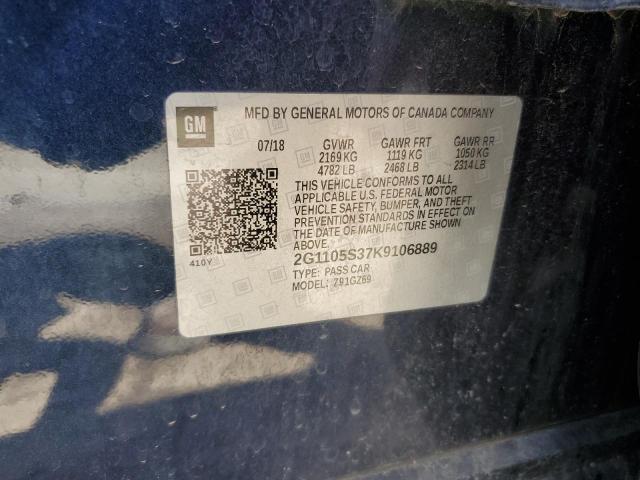 GM
MFD BY GENERAL MOTORS OF CANADA COMPANY
07/18 GVWR GAWR FRT GAWR RR
2169 KG 1119 KG 1050 KG
4782 LB 2468 LB 2314 LB
THIS VEHICLE CONFORMS TO ALL
APPLICABLE U.S. FEDERAL MOTOR
VEHICLE SAFETY, BUMPER, AND THEFT
PREVENTION STANDARDS IN EFFECT ON
THE DATE OF MANUFACTURE SHOWN
ABOVE.
410Y
2G1105S37K9106889
TYPE: PASS CAR
MODEL: Z91GZ69